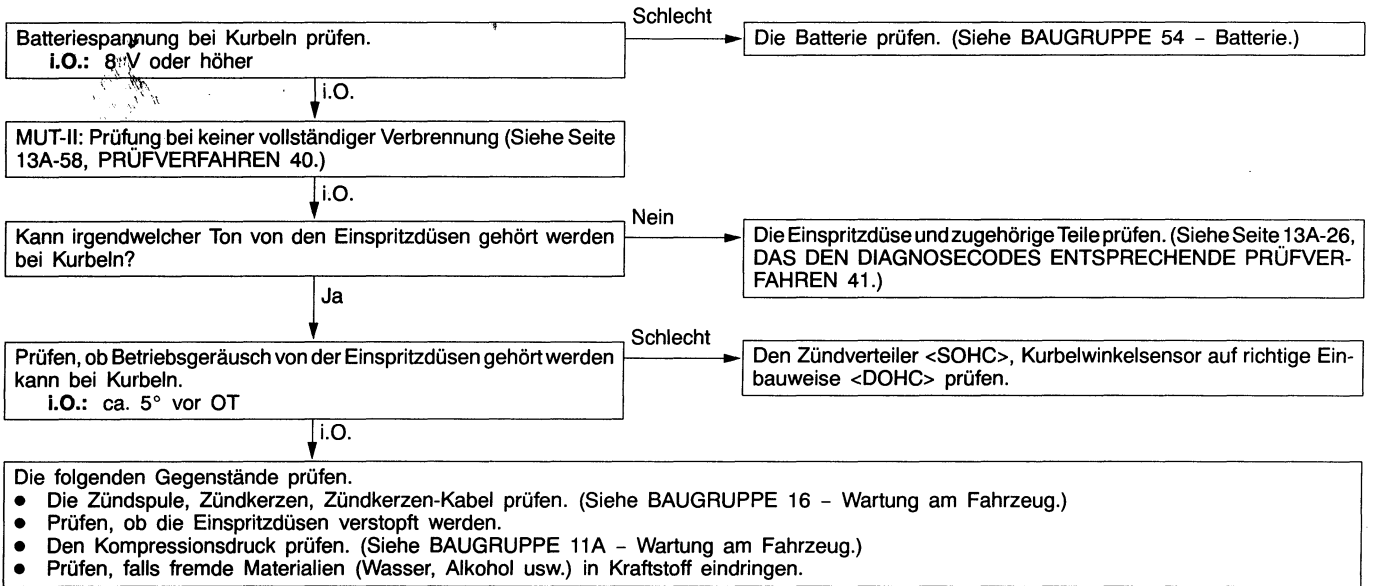 Schlecht
Batteriespannung bei Kurbeln prüfen.
i.O.: 8 V oder höher
Die Batterie prüfen. (Siehe BAUGRUPPE 54 – Batterie.)
i.O.
MUT-II: Prüfung bei keiner vollständiger Verbrennung (Siehe Seite
13A-58, PRÜFVERFAHREN 40.)
i.O.
Nein
Kann irgendwelcher Ton von den Einspritzdüsen gehört werden
bei Kurbeln?
Die Einspritzdüse und zugehörige Teile prüfen. (Siehe Seite 13A-26,
DAS DEN DIAGNOSECODES ENTSPRECHENDE PRÜFVER-
FAHREN 41.)
Ja
Schlecht
Prüfen, ob Betriebsgeräusch von der Einspritzdüsen gehört werden
kann bei Kurbeln.
i.O.: ca. 5° vor OT
Den Zündverteiler <SOHC>, Kurbelwinkelsensor auf richtige Ein-
bauweise <DOHC> prüfen.
i.O.
Die folgenden Gegenstände prüfen.
● Die Zündspule, Zündkerzen, Zündkerzen-Kabel prüfen. (Siehe BAUGRUPPE 16 – Wartung am Fahrzeug.)
● Prüfen, ob die Einspritzdüsen verstopft werden.
● Den Kompressionsdruck prüfen. (Siehe BAUGRUPPE 11A – Wartung am Fahrzeug.)
● Prüfen, falls fremde Materialien (Wasser, Alkohol usw.) in Kraftstoff eindringen.